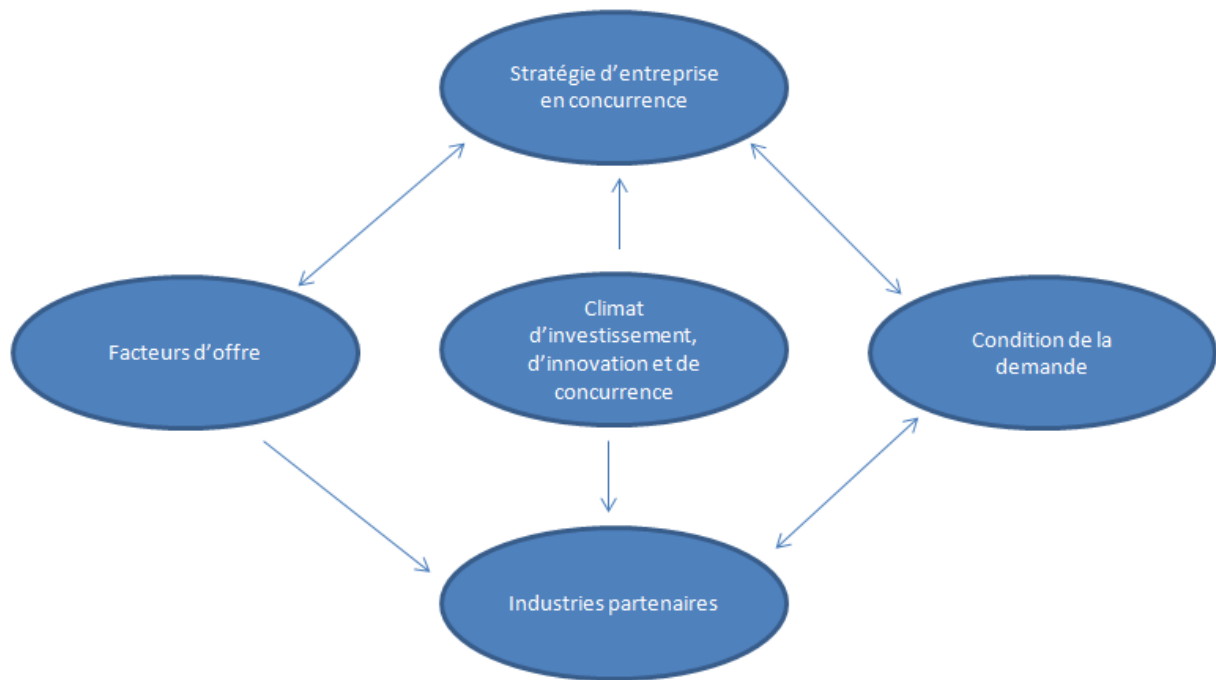 Stratégie d’entreprise
en concurrence
Facteurs d’offre
Climat
d’investissement,
d’innovation et de
concurrence
Condition de la
demande
Industries partenaires